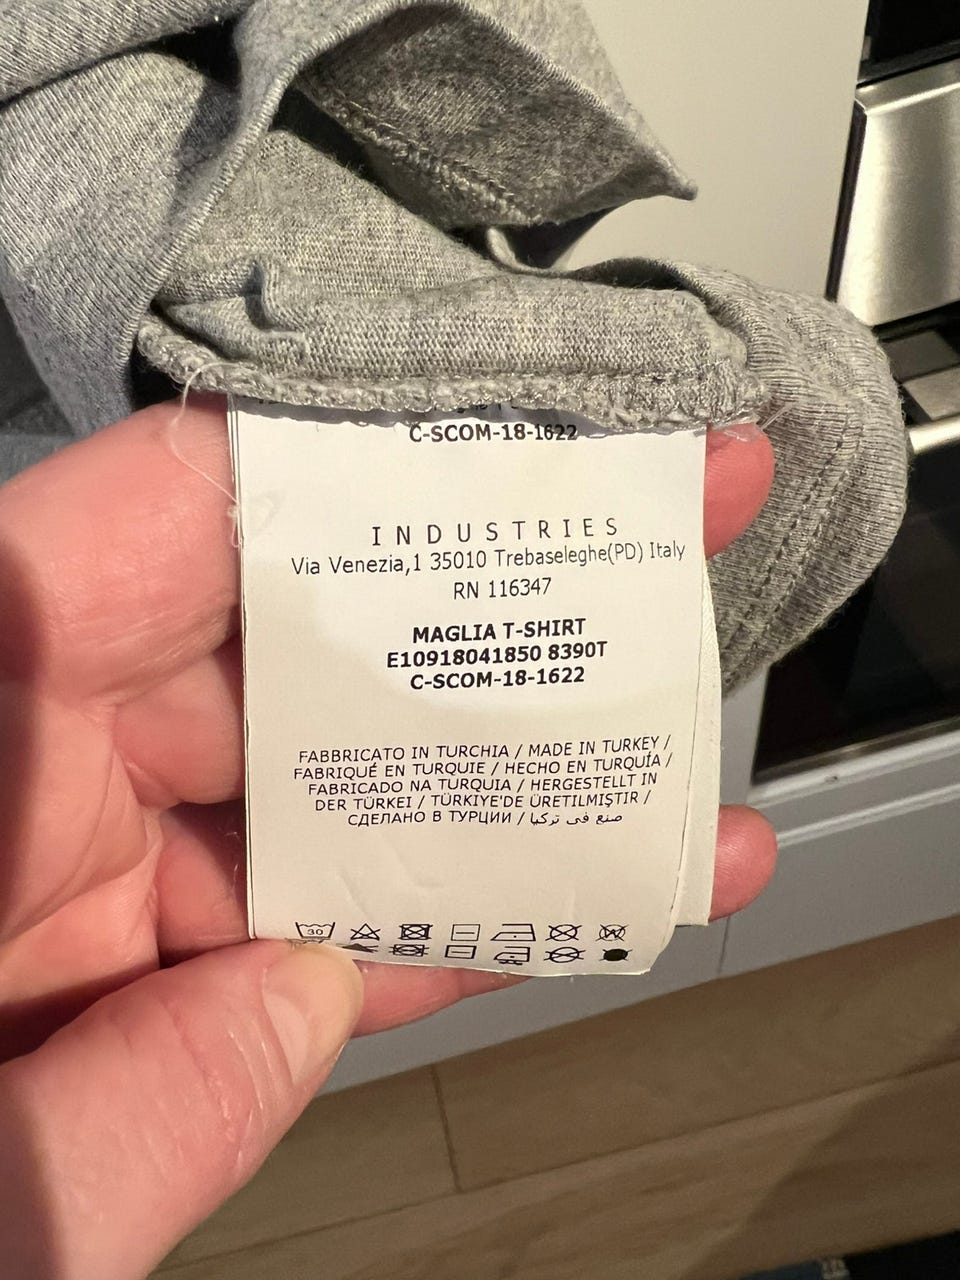 C-SCOM-18-1622
INDUSTRIES
Via Venezia,1 35010 Trebaseleghe(PD) Italy
RN 116347
MAGLIA T-SHIRT
E10918041850 8390T
C-SCOM-18-1622
FABBRICATO IN TURCHIA / MADE IN TURKEY /
FABRIQUÉ EN TURQUIE / HECHO EN TURQUÍA /
FABRICADO NA TURQUIA / HERGESTELLT IN
DER TÜRKEI / TÜRKIYE'DE ÜRETILMIŞTIR /
СДЕЛАНО В ТУРЦИИ / صنع في تركيا
30 W